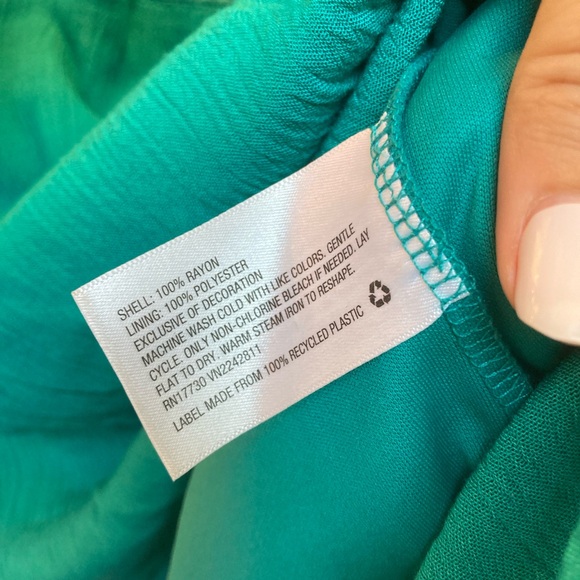 SHELL: 100% RAYON
LINING: 100% POLYESTER
EXCLUSIVE OF DECORATION
MACHINE WASH COLD WITH LIKE COLORS. GENTLE
CYCLE. ONLY NON-CHLORINE BLEACH IF NEEDED. LAY
FLAT TO DRY. WARM STEAM IRON TO RESHAPE.
RN17730 VN2242811
LABEL MADE FROM 100% RECYCLED PLASTIC